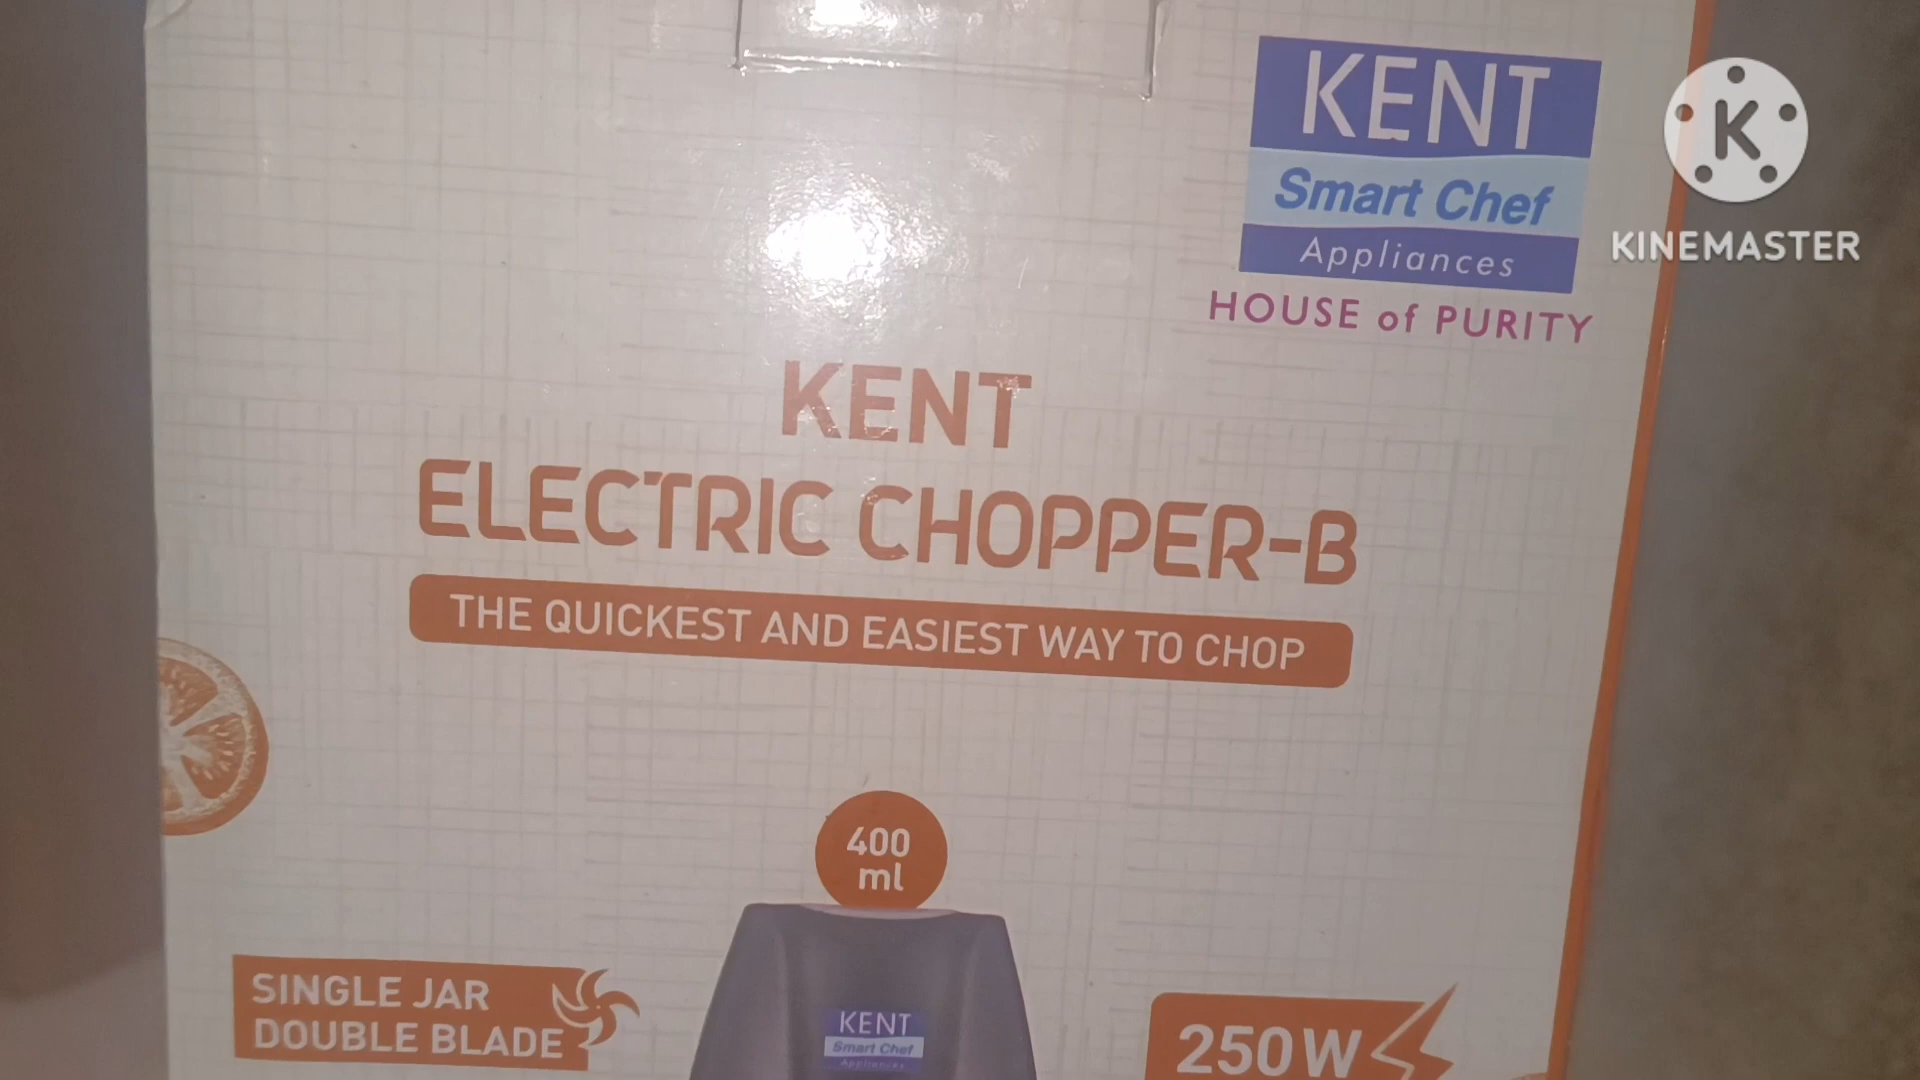 KENT
Smart Chef
Appliances
HOUSE of PURITY
K
KINEMASTER
KENT
ELECTRIC CHOPPER-B
THE QUICKEST AND EASIEST WAY TO CHOP
400
ml
SINGLE JAR
DOUBLE BLADE
KENT
Smart Chef
Appliances
250W